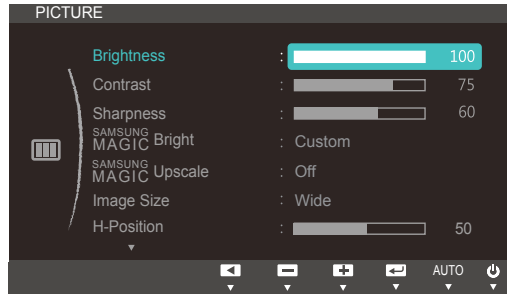 PICTURE
Brightness : 100
Contrast : 75
Sharpness : 60
SAMSUNG MAGIC Bright : Custom
SAMSUNG MAGIC Upscale : Off
Image Size : Wide
H-Position : 50
AUTO